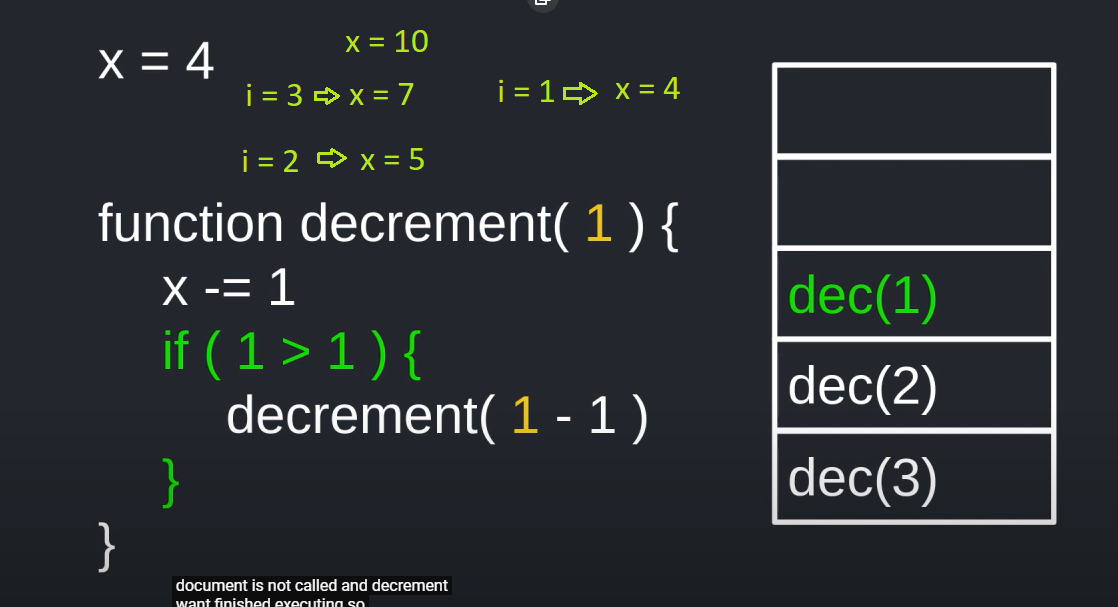 x = 4
x = 10
i = 3 ⇨ x = 7
i = 1 ⇨ x = 4
i = 2 ⇨ x = 5
function decrement( 1 ) {
x -= 1
if ( 1 > 1 ) {
decrement( 1 - 1 )
}
}
dec(1)
dec(2)
dec(3)
document is not called and decrement
want finished executing so